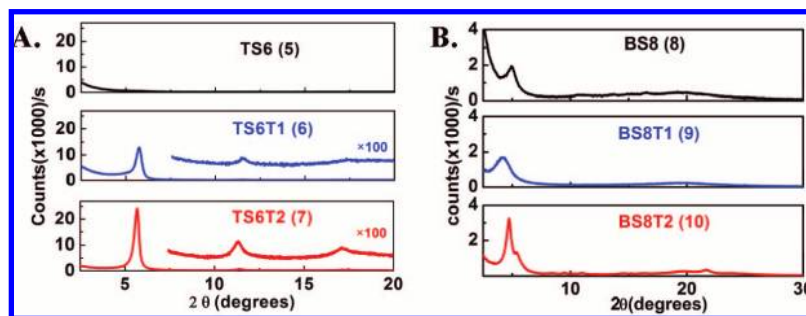 A.
TS6 (5)
20
10
0
TS6T1 (6)
×100
20
10
0
TS6T2 (7)
×100
20
10
0
5
10
15
20
2 θ (degrees)
Counts(x1000)/s
B.
BS8 (8)
4
2
0
BS8T1 (9)
4
2
BS8T2 (10)
4
2
10
20
30
2θ(degrees)
Counts(x1000)/s